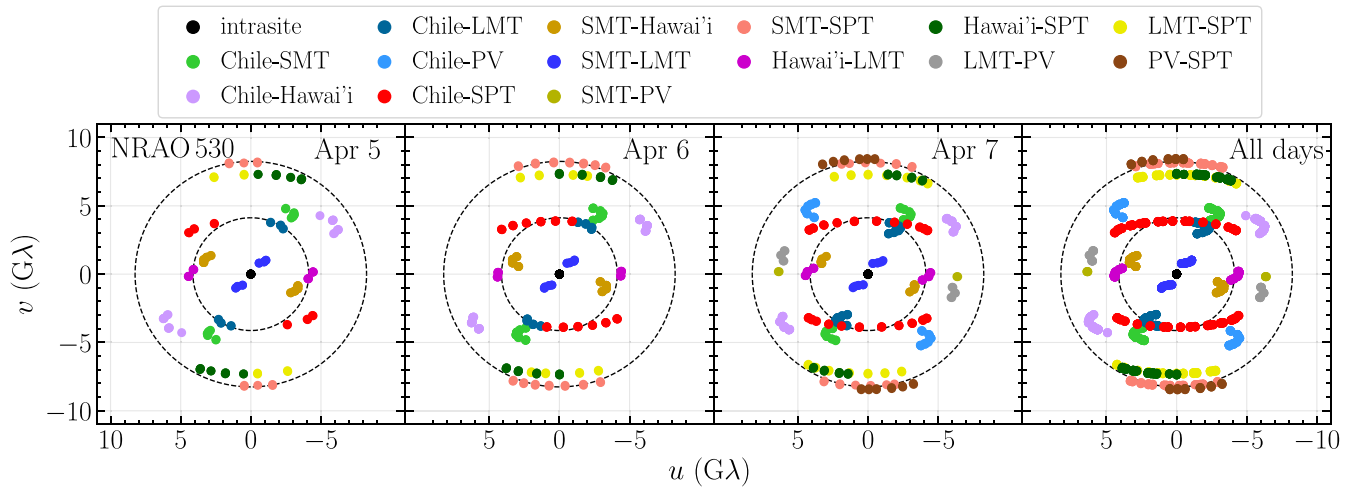 intrasite Chile-LMT SMT-Hawai'i SMT-SPT Hawai'i-SPT LMT-SPT
Chile-SMT Chile-PV SMT-LMT Hawai'i-LMT LMT-PV PV-SPT
Chile-Hawai'i Chile-SPT SMT-PV
NRAO 530 Apr 5 Apr 6 Apr 7 All days
10
5
0
−5
−10
v (Gλ)
10 5 0 −5 5 0 −5 5 0 −5 5 0 −5 −10
u (Gλ)